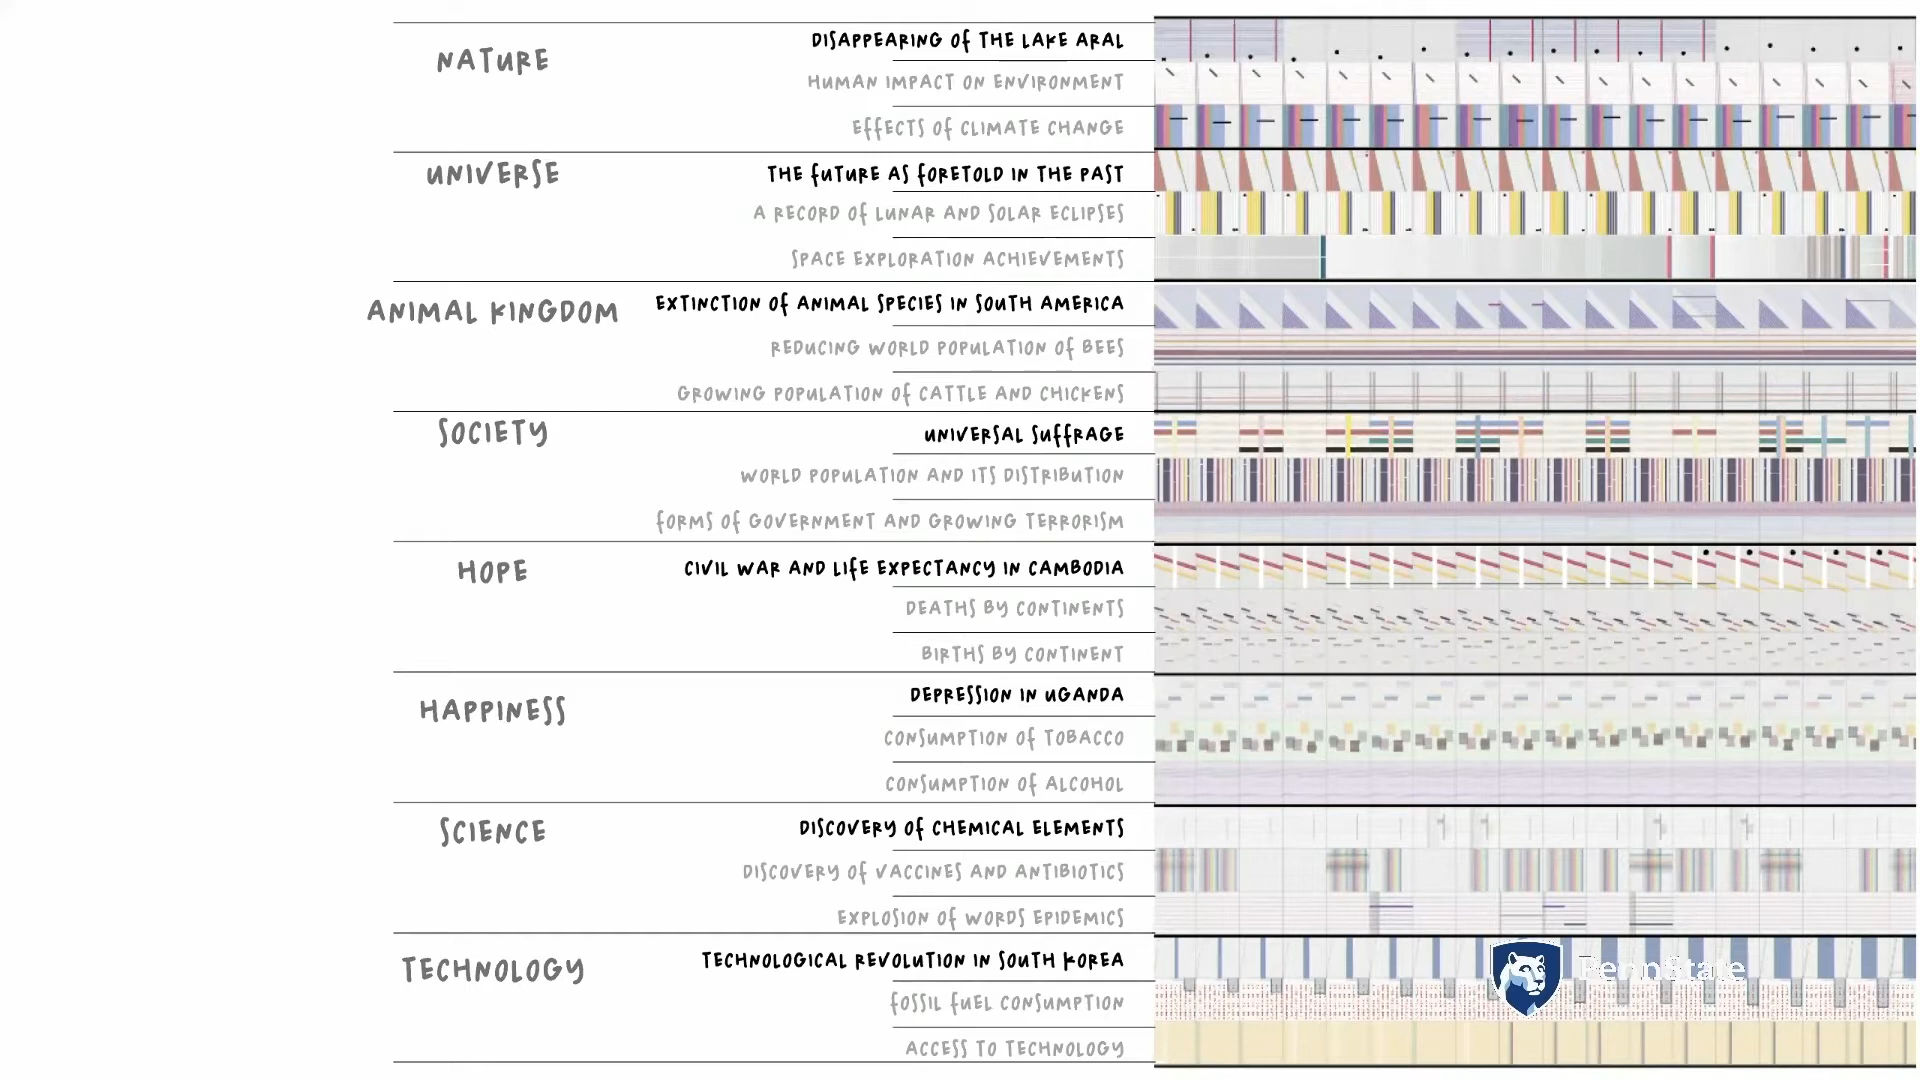 NATURE
DISAPPEARING OF THE LAKE ARAL
HUMAN IMPACT ON ENVIRONMENT
EFFECTS OF CLIMATE CHANGE
UNIVERSE
THE FUTURE AS FORETOLD IN THE PAST
A RECORD OF LUNAR AND SOLAR ECLIPSES
SPACE EXPLORATION ACHIEVEMENTS
ANIMAL KINGDOM
EXTINCTION OF ANIMAL SPECIES IN SOUTH AMERICA
REDUCING WORLD POPULATION OF BEES
GROWING POPULATION OF CATTLE AND CHICKENS
SOCIETY
UNIVERSAL SUFFRAGE
WORLD POPULATION AND ITS DISTRIBUTION
FORMS OF GOVERNMENT AND GROWING TERRORISM
HOPE
CIVIL WAR AND LIFE EXPECTANCY IN CAMBODIA
DEATHS BY CONTINENTS
BIRTHS BY CONTINENT
HAPPINESS
DEPRESSION IN UGANDA
CONSUMPTION OF TOBACCO
CONSUMPTION OF ALCOHOL
SCIENCE
DISCOVERY OF CHEMICAL ELEMENTS
DISCOVERY OF VACCINES AND ANTIBIOTICS
EXPLOSION OF WORDS EPIDEMICS
TECHNOLOGY
TECHNOLOGICAL REVOLUTION IN SOUTH KOREA
PennState
FOSSIL FUEL CONSUMPTION
ACCESS TO TECHNOLOGY